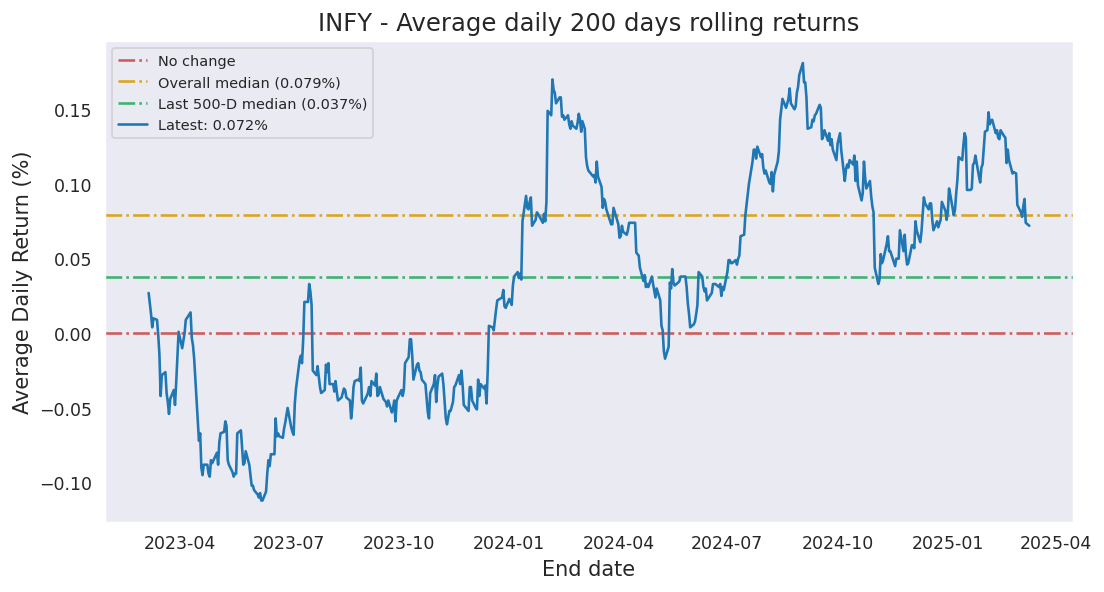 INFY - Average daily 200 days rolling returns
No change
Overall median (0.079%)
Last 500-D median (0.037%)
Latest: 0.072%
Average Daily Return (%)
0.15
0.10
0.05
0.00
−0.05
−0.10
2023-04 2023-07 2023-10 2024-01 2024-04 2024-07 2024-10 2025-01 2025-04
End date